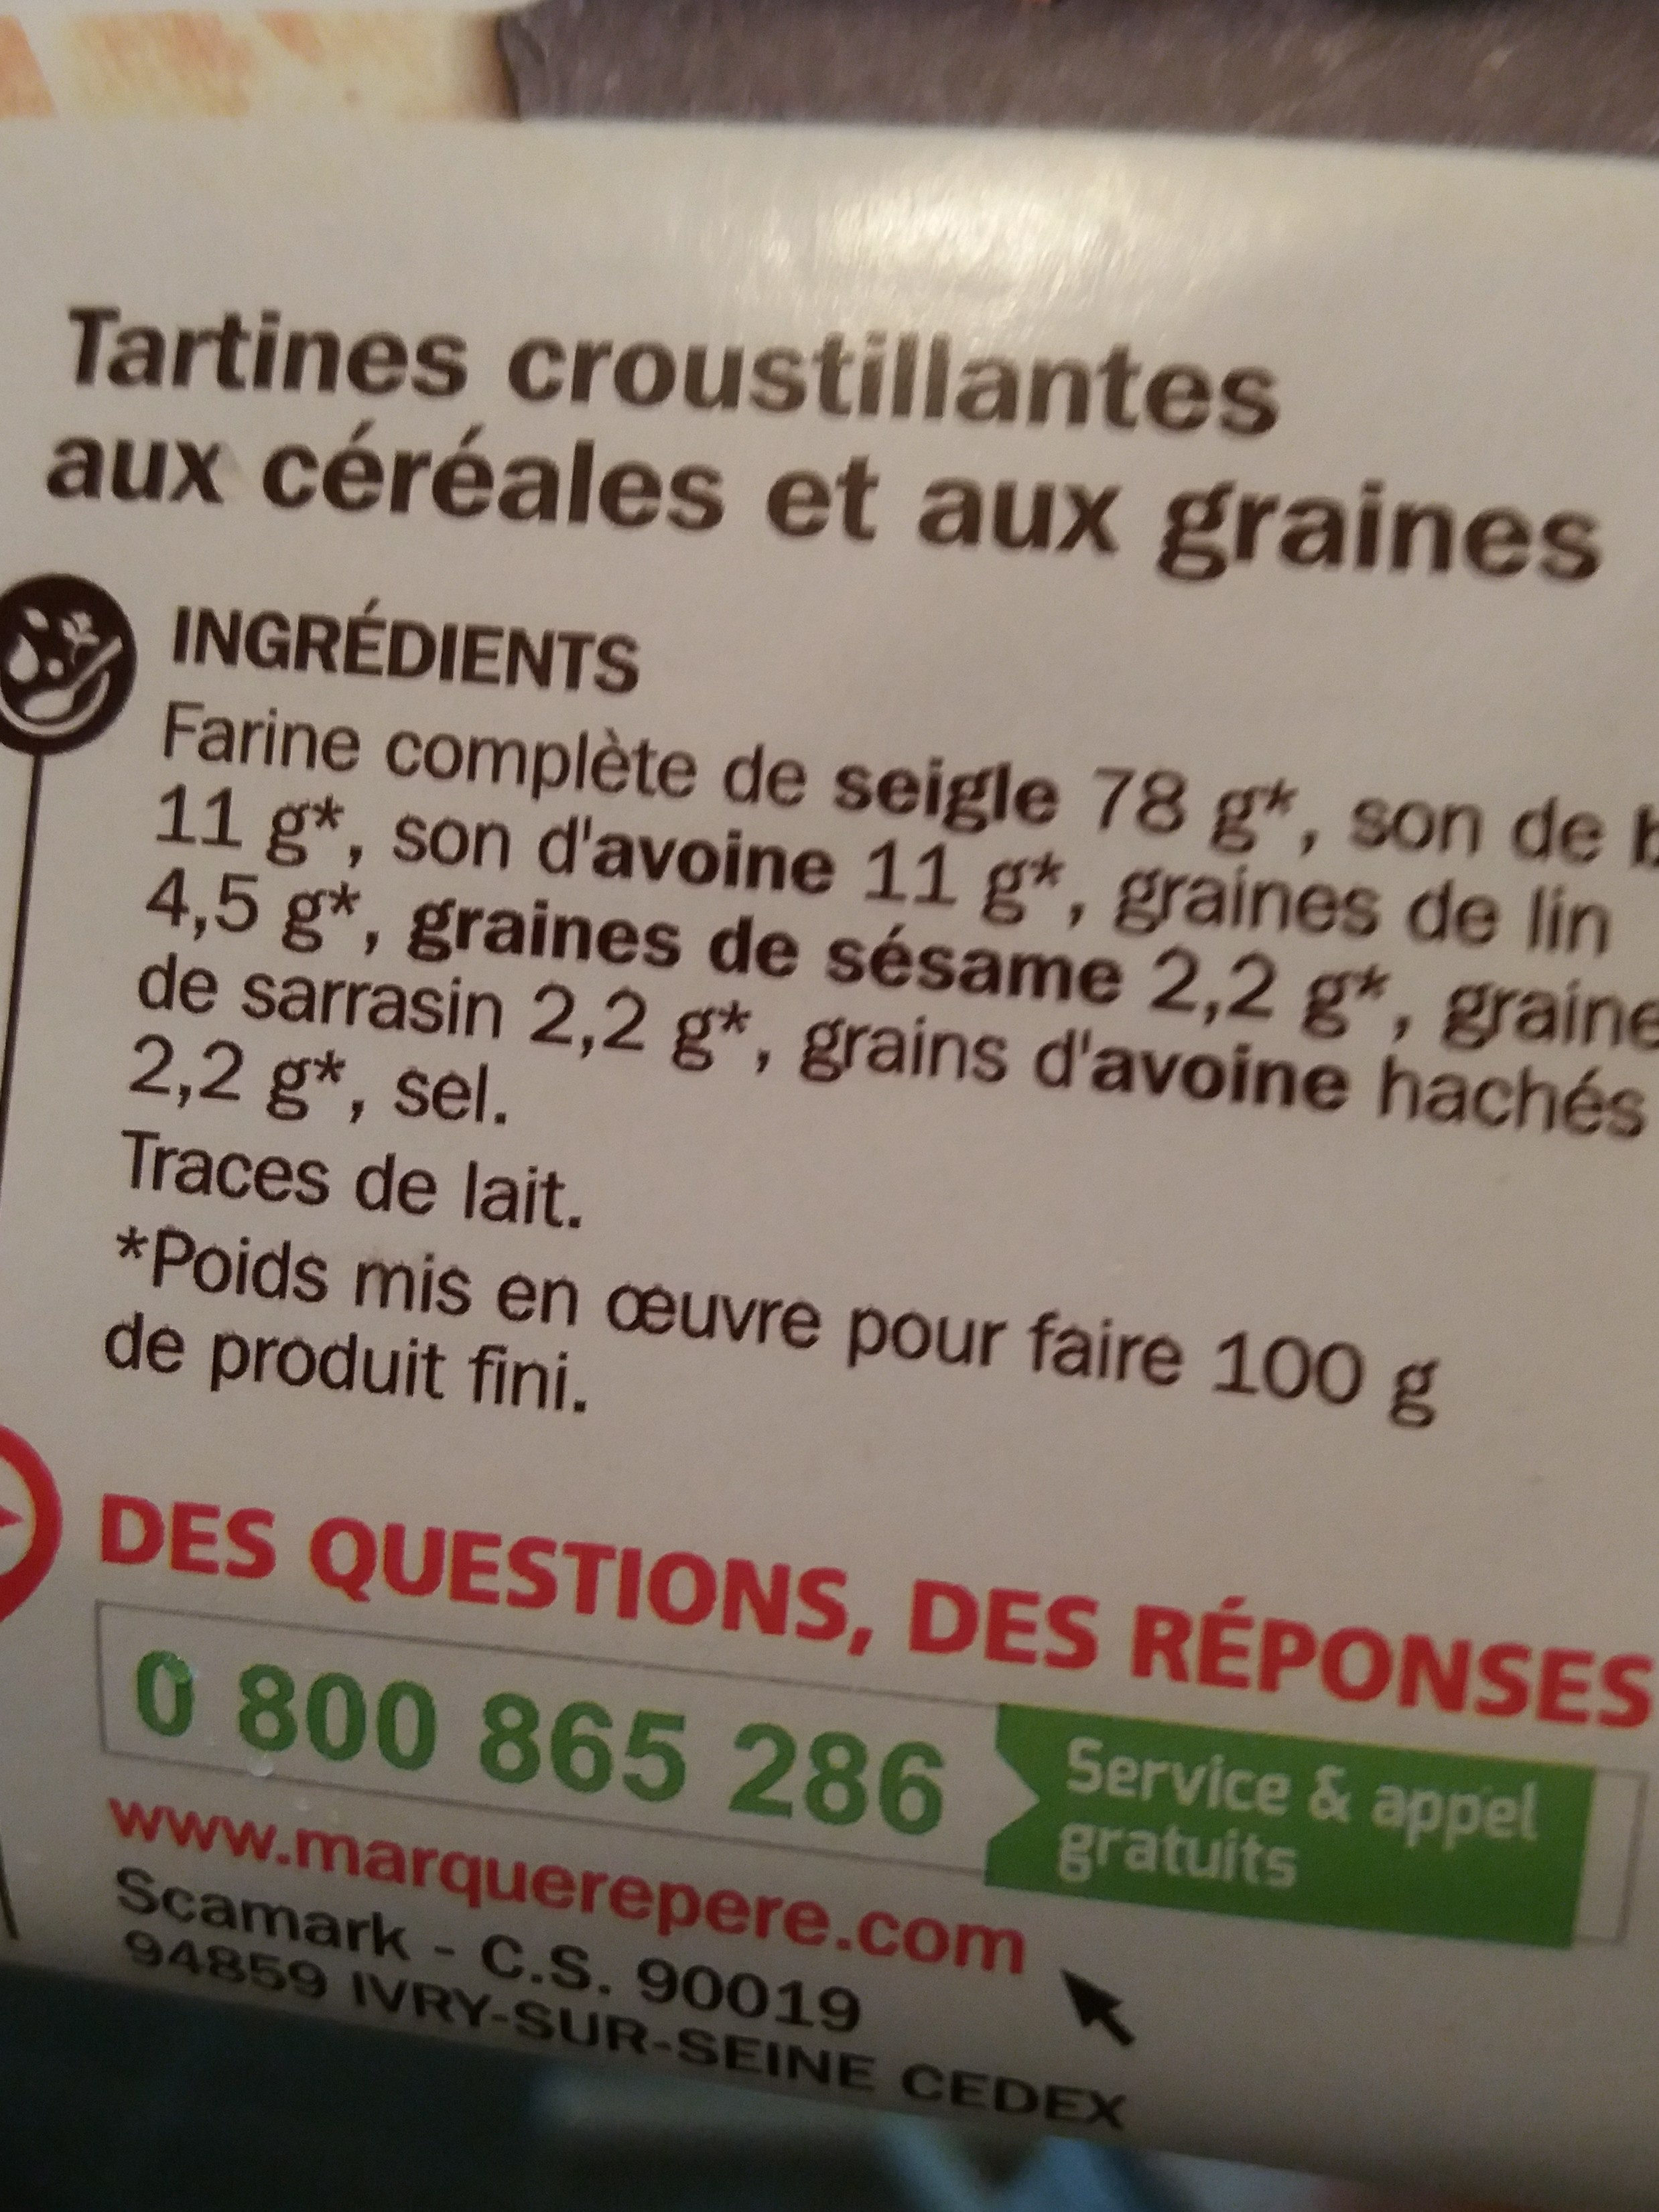 Tartines croustillantes
aux céréales et aux graines
INGRÉDIENTS
Farine complète de seigle 78 g*, son de
11 g*, son d'avoine 11 g*, graines de lin
4,5 g*, graines de sésame 2,2 g*, graine
de sarrasin 2,2 g*, grains d'avoine hachés
2,2 g*, sel.
Traces de lait.
*Poids mis en œuvre pour faire 100 g
de produit fini.
DES QUESTIONS, DES RÉPONSES
0 800 865 286
Service & appel
gratuits
www.marquerepere.com
Scamark - C.S. 90019
94859 IVRY-SUR-SEINE CEDEX